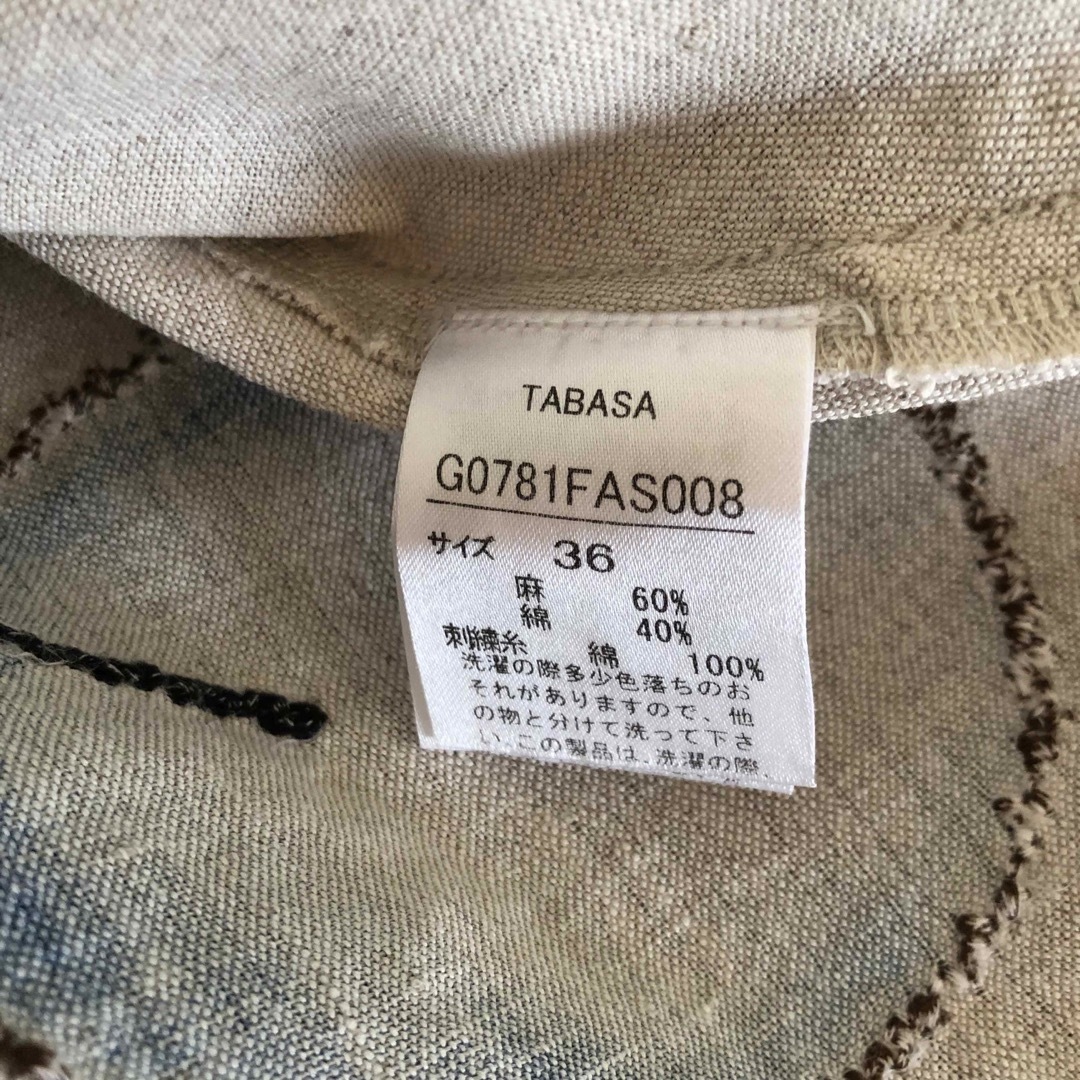 TABASA
G0781FAS008
サイズ 36
麻 60%
綿 40%
刺繍糸 綿 100%
洗濯の際多少色落ちのお
それがありますので、他
の物と分けて洗って下さ
い。この製品は、洗濯の際、